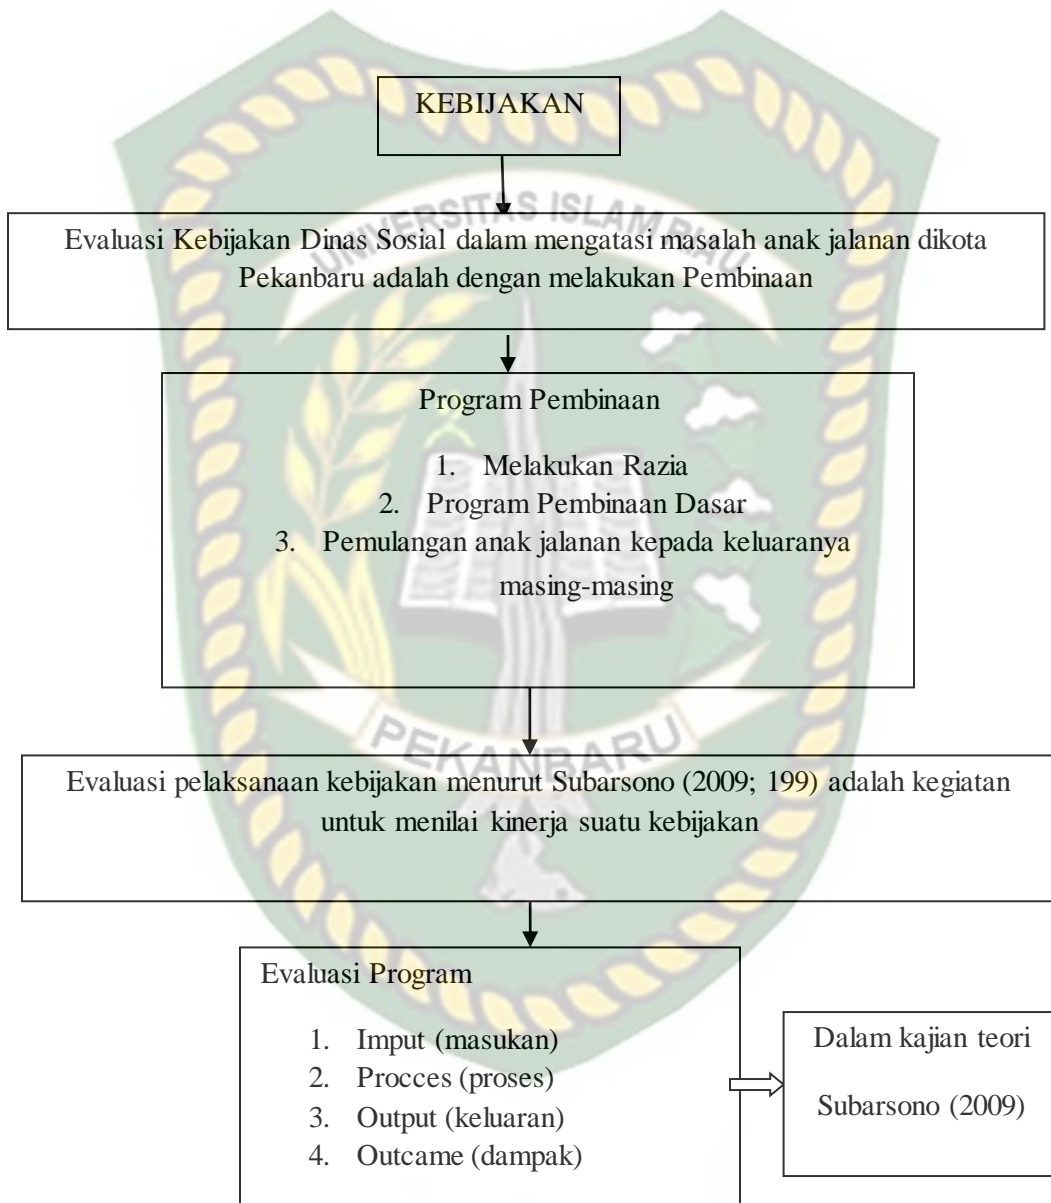 KEBIJAKAN
UNIVERSITAS ISLAM RIAU
Evaluasi Kebijakan Dinas Sosial dalam mengatasi masalah anak jalanan dikota
Pekanbaru adalah dengan melakukan Pembinaan
Program Pembinaan
1. Melakukan Razia
2. Program Pembinaan Dasar
3. Pemulangan anak jalanan kepada keluaranya
masing-masing
PEKANBARU
Evaluasi pelaksanaan kebijakan menurut Subarsono (2009; 199) adalah kegiatan
untuk menilai kinerja suatu kebijakan
Evaluasi Program
1. Imput (masukan)
2. Procces (proses)
3. Output (keluaran)
4. Outcame (dampak)
Dalam kajian teori
Subarsono (2009)